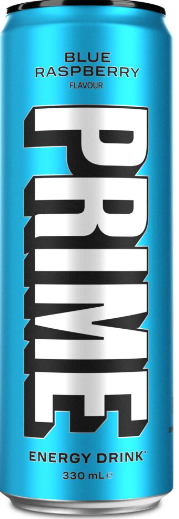 BLUE
RASPBERRY
FLAVOUR
PRIME
ENERGY DRINK
330 mL e